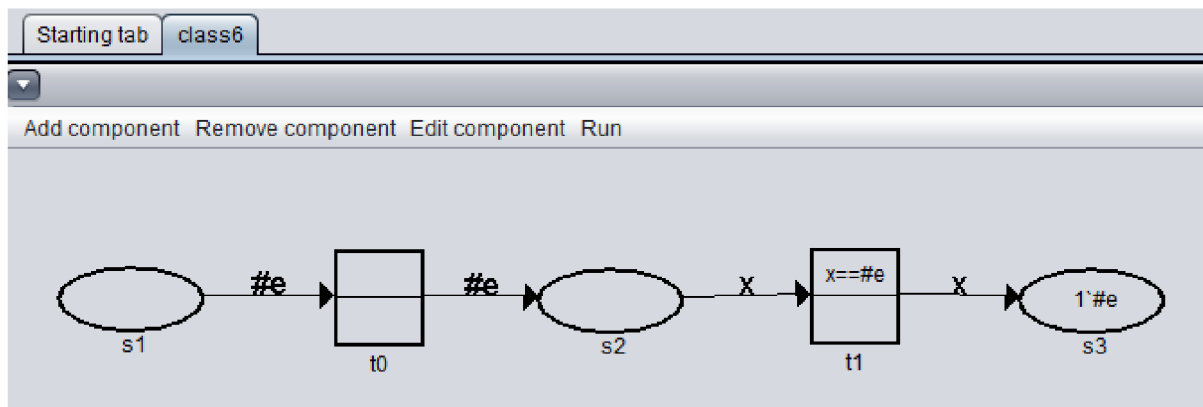 Starting tab class6
Add component Remove component Edit component Run
#e #e x x==#e x 1`#e
s1 t0 s2 t1 s3